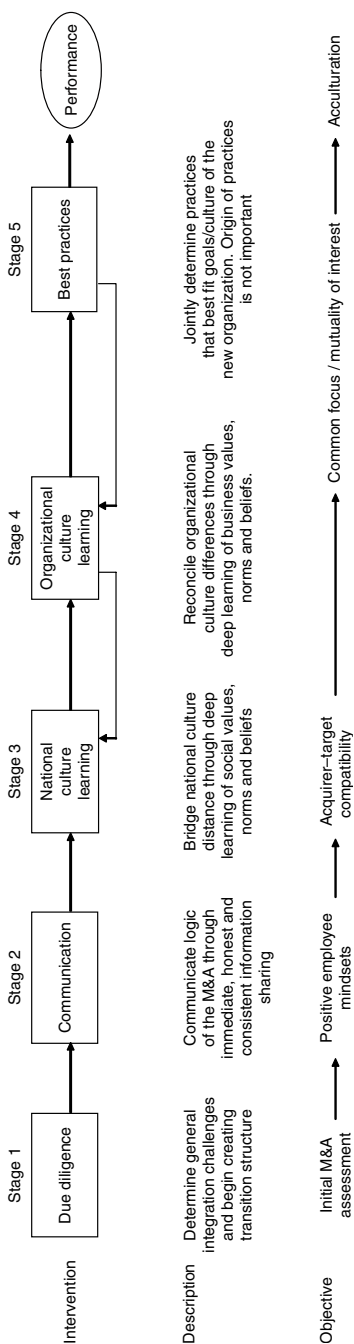 Stage 1
Stage 2
Stage 3
Stage 4
Stage 5
Intervention
Due diligence
Communication
National
culture
learning
Organizational
culture
learning
Best practices
Performance
Description
Determine general
integration challenges
and begin creating
transition structure
Communicate logic
of the M&A through
immediate, honest and
consistent information
sharing
Bridge national culture
distance through deep
learning of social values,
norms and beliefs
Reconcile organizational
culture differences through
deep learning of business values,
norms and beliefs.
Jointly determine practices
that best fit goals/culture of the
new organization. Origin of practices
is not important
Objective
Initial M&A
assessment
Positive employee
mindsets
Acquirer–target
compatibility
Common focus / mutuality of interest
Acculturation